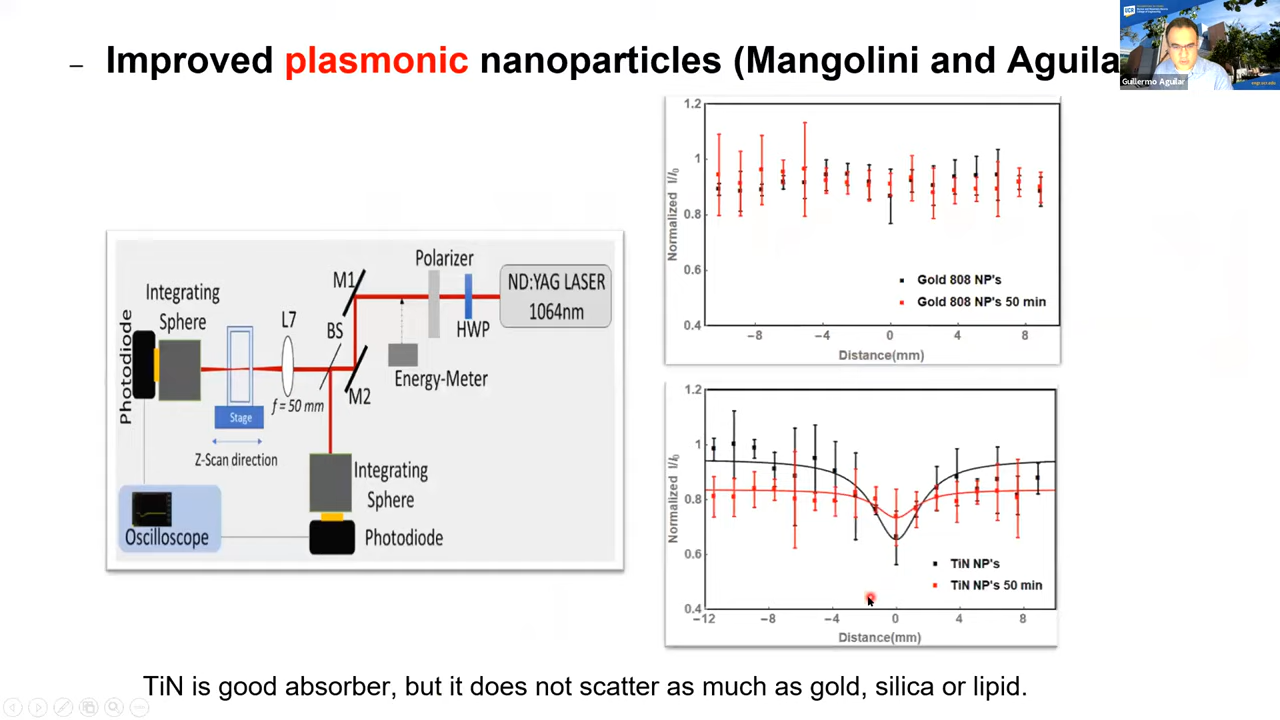 – Improved plasmonic nanoparticles (Mangolini and Aguila
Guillermo Aguilar
Integrating
Sphere
Photodiode
Stage
Z-Scan direction
L7
f = 50 mm
BS
M1
M2
Polarizer
HWP
ND:YAG LASER
1064nm
Energy-Meter
Integrating
Sphere
Photodiode
Oscilloscope
Normalized I/I₀
1.2
1
0.8
0.6
0.4
Gold 808 NP's
Gold 808 NP's 50 min
−8 −4 0 4 8
Distance(mm)
Normalized I/I₀
1.2
1
0.8
0.6
0.4
TiN NP's
TiN NP's 50 min
−12 −8 −4 0 4 8
Distance(mm)
TiN is good absorber, but it does not scatter as much as gold, silica or lipid.